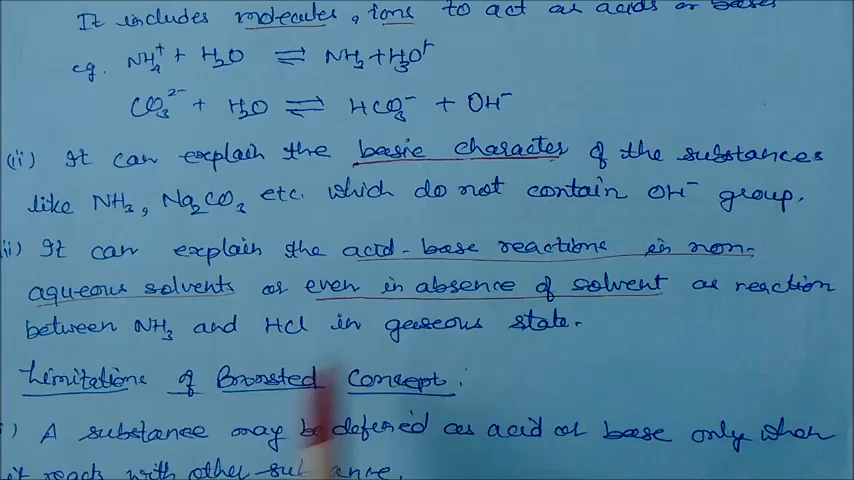 It includes molecules, ions to act as acids or bases
eg. NH₄⁺ + H₂O ⇌ NH₃ + H₃O⁺
CO₃²⁻ + H₂O ⇌ HCO₃⁻ + OH⁻
(ii) It can explain the basic character of the substances
like NH₃, Na₂CO₃ etc. which do not contain OH⁻ group.
ii) It can explain the acid-base reactions in non-
aqueous solvents or even in absence of solvent as reaction
between NH₃ and HCl in gaseous state.
Limitations of Bronsted Concept:
) A substance may be defined as acid or base only when
it reacts with other substance.